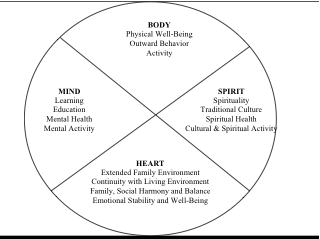 BODY
Physical Well-Being
Outward Behavior
Activity
MIND
Learning
Education
Mental Health
Mental Activity
SPIRIT
Spirituality
Traditional Culture
Spiritual Health
Cultural & Spiritual Activity
HEART
Extended Family Environment
Continuity with Living Environment
Family, Social Harmony and Balance
Emotional Stability and Well-Being